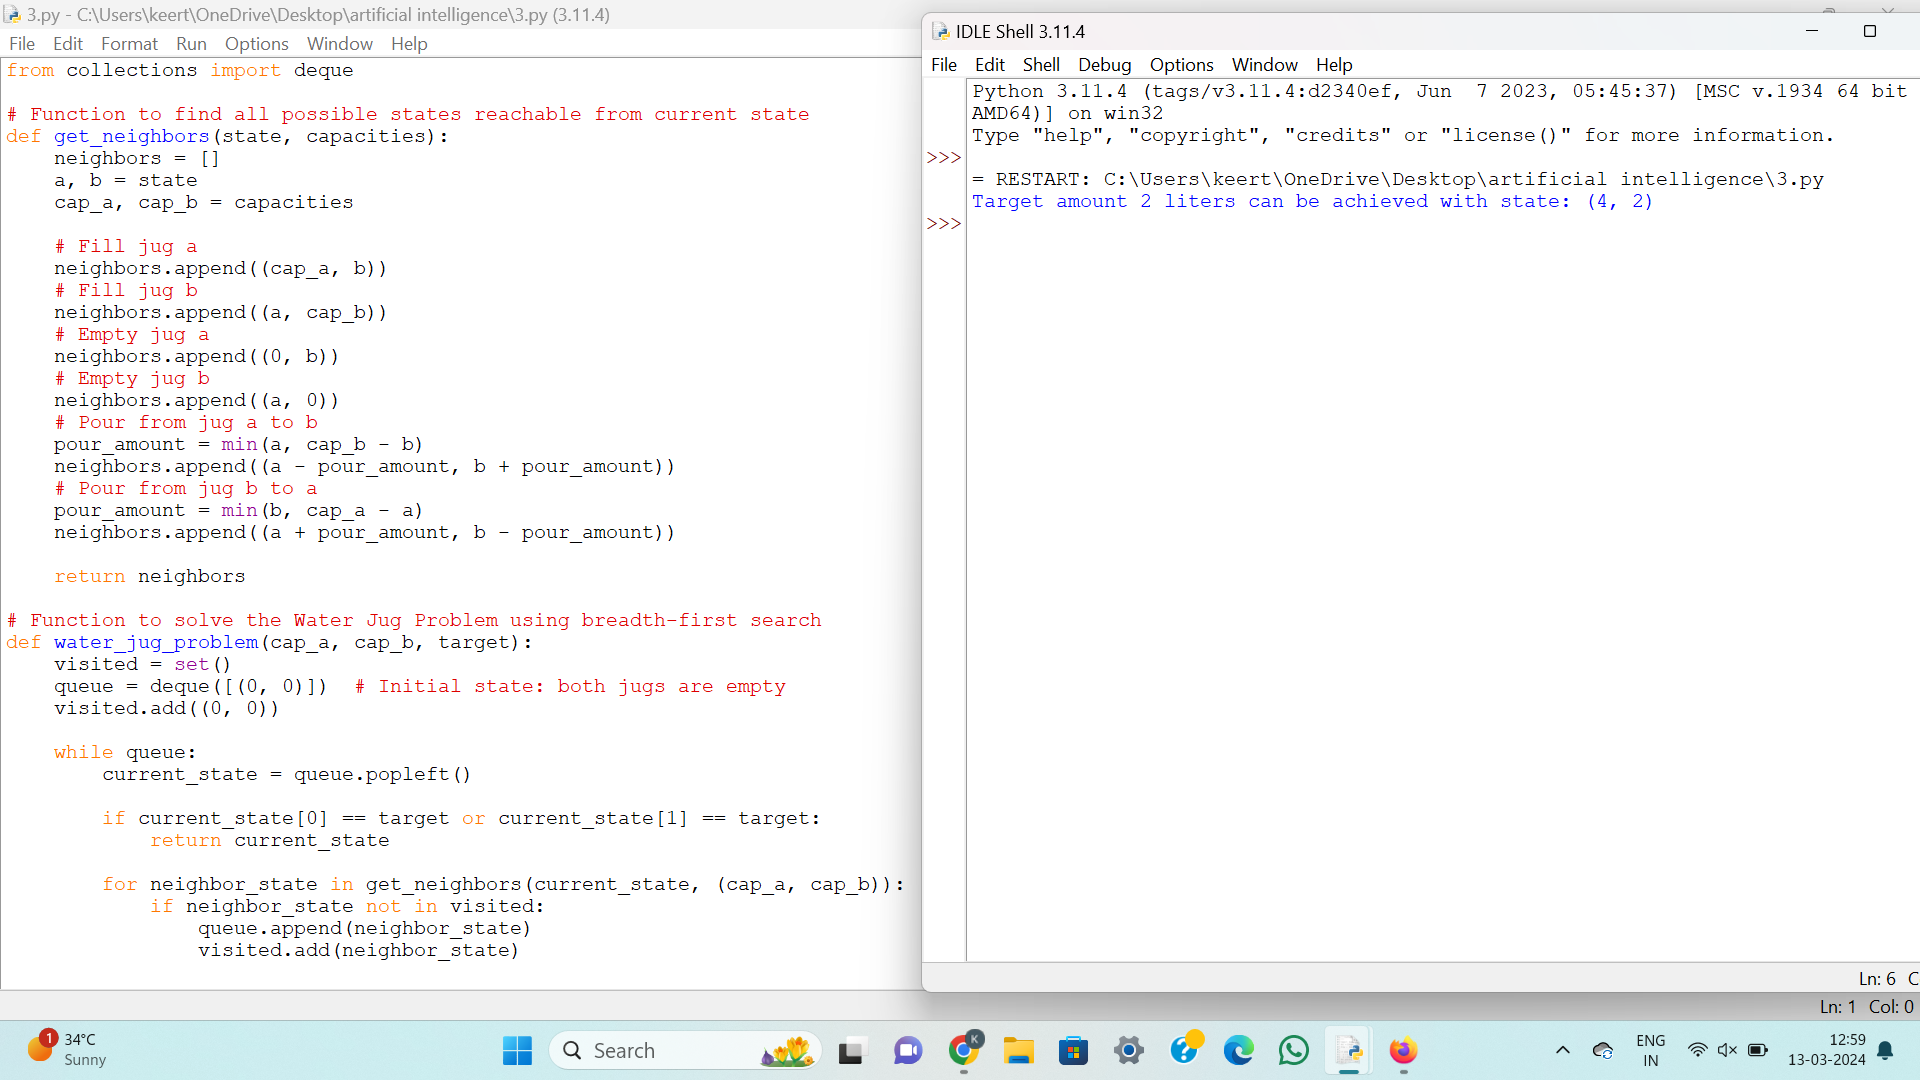 3.py - C:\Users\keert\OneDrive\Desktop\artificial intelligence\3.py (3.11.4)
File Edit Format Run Options Window Help
from collections import deque
# Function to find all possible states reachable from current state
def get_neighbors(state, capacities):
    neighbors = []
    a, b = state
    cap_a, cap_b = capacities
    # Fill jug a
    neighbors.append((cap_a, b))
    # Fill jug b
    neighbors.append((a, cap_b))
    # Empty jug a
    neighbors.append((0, b))
    # Empty jug b
    neighbors.append((a, 0))
    # Pour from jug a to b
    pour_amount = min(a, cap_b - b)
    neighbors.append((a - pour_amount, b + pour_amount))
    # Pour from jug b to a
    pour_amount = min(b, cap_a - a)
    neighbors.append((a + pour_amount, b - pour_amount))
    return neighbors
# Function to solve the Water Jug Problem using breadth-first search
def water_jug_problem(cap_a, cap_b, target):
    visited = set()
    queue = deque([(0, 0)])  # Initial state: both jugs are empty
    visited.add((0, 0))
    while queue:
        current_state = queue.popleft()
        if current_state[0] == target or current_state[1] == target:
            return current_state
        for neighbor_state in get_neighbors(current_state, (cap_a, cap_b)):
            if neighbor_state not in visited:
                queue.append(neighbor_state)
                visited.add(neighbor_state)
IDLE Shell 3.11.4
File Edit Shell Debug Options Window Help
Python 3.11.4 (tags/v3.11.4:d2340ef, Jun  7 2023, 05:45:37) [MSC v.1934 64 bit
AMD64)] on win32
Type "help", "copyright", "credits" or "license()" for more information.
>>>
= RESTART: C:\Users\keert\OneDrive\Desktop\artificial intelligence\3.py
Target amount 2 liters can be achieved with state: (4, 2)
>>>
Ln: 6 C
Ln: 1 Col: 0
1
34°C
Sunny
Search
K
ENG
IN
12:59
13-03-2024